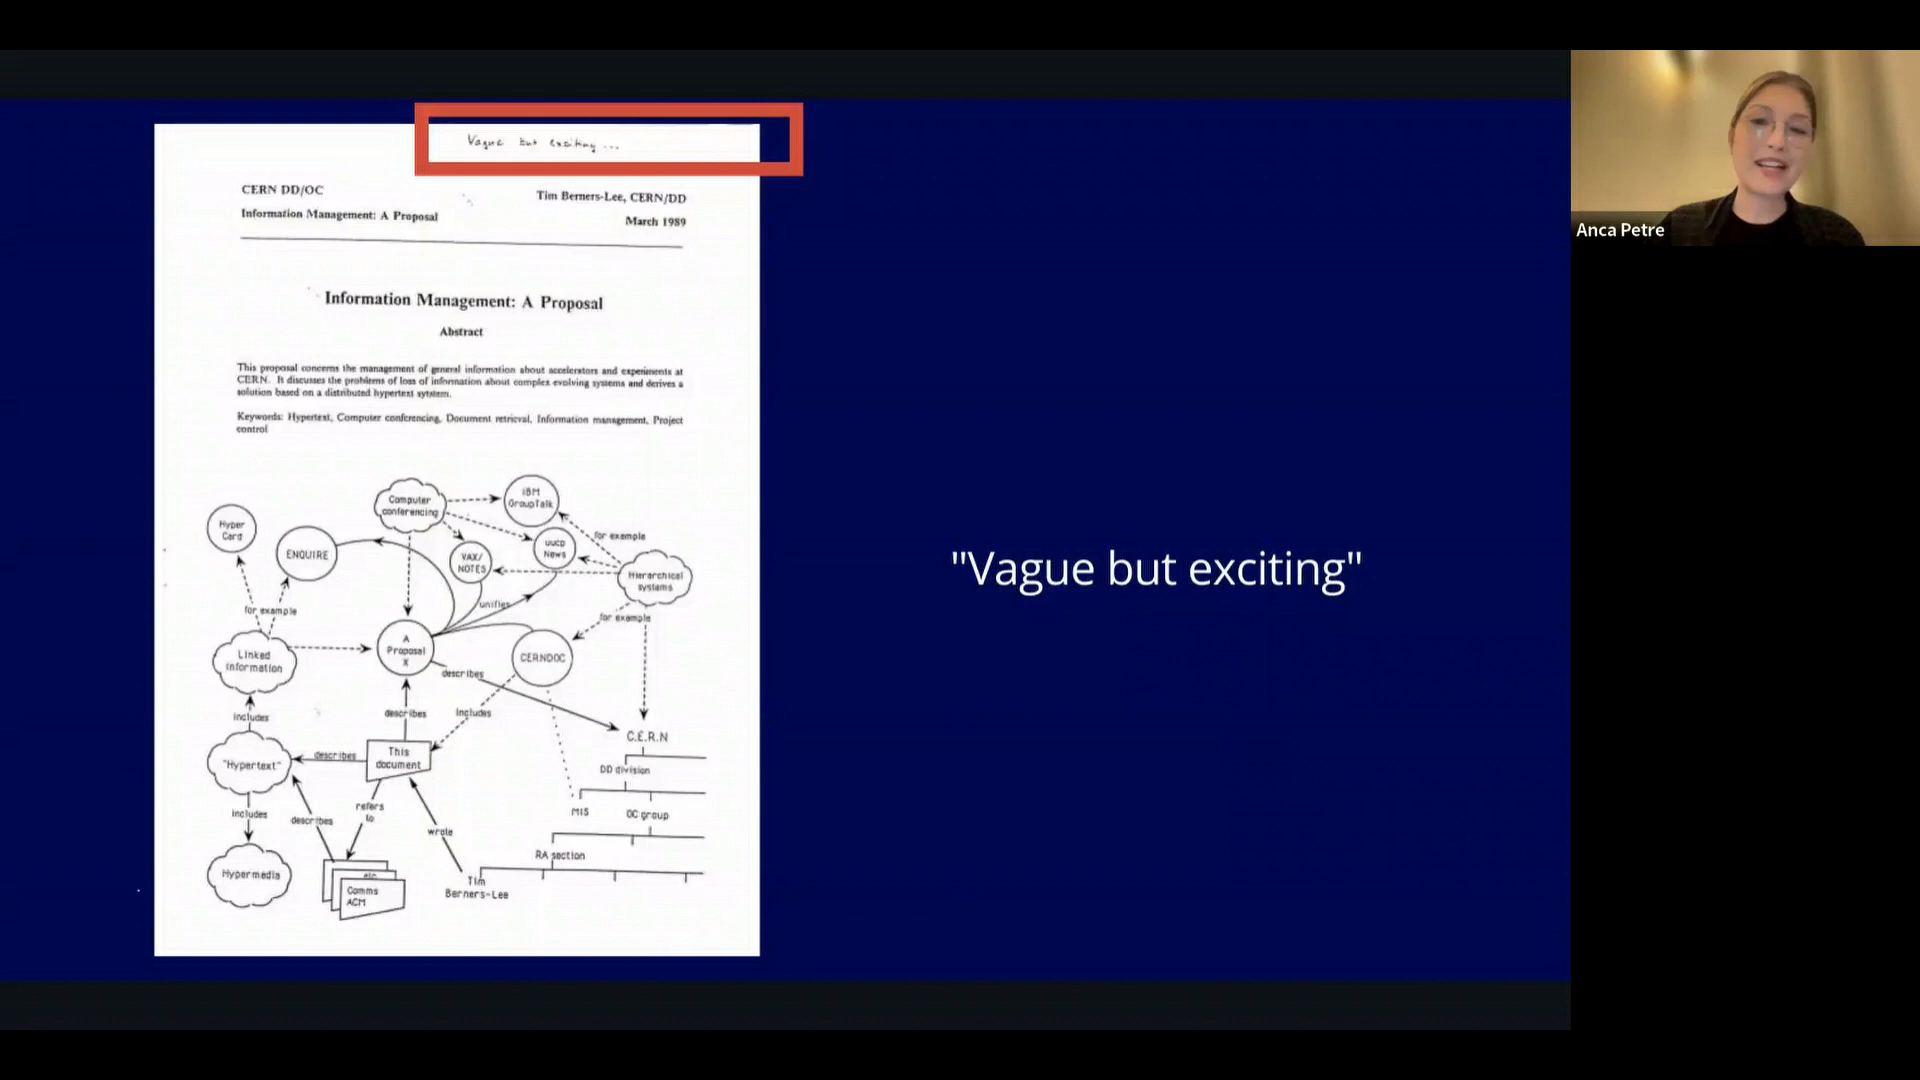 Vague but exciting ...
CERN DD/OC
Tim Berners-Lee, CERN/DD
Information Management: A Proposal
March 1989
Information Management: A Proposal
Abstract
This proposal concerns the management of general information about accelerators and experiments at
CERN. It discusses the problems of loss of information about complex evolving systems and derives a
solution based on a distributed hypertext sytstem.
Keywords: Hypertext, Computer conferencing, Document retrieval, Information management, Project
control
Computer
conferencing
IBM
GroupTalk
Hyper
Card
ENQUIRE
VAX/
NOTES
uucp
News
for example
Hierarchical
systems
for example
unifies
for example
Linked
information
A
Proposal
X
CERNDOC
describes
includes
describes
includes
C.E.R.N
"Hypertext"
describes
This
document
DD division
includes
describes
refers
to
wrote
MIS
OC group
RA section
Hypermedia
etc
Comms
ACM
Tim
Berners-Lee
"Vague but exciting"
Anca Petre